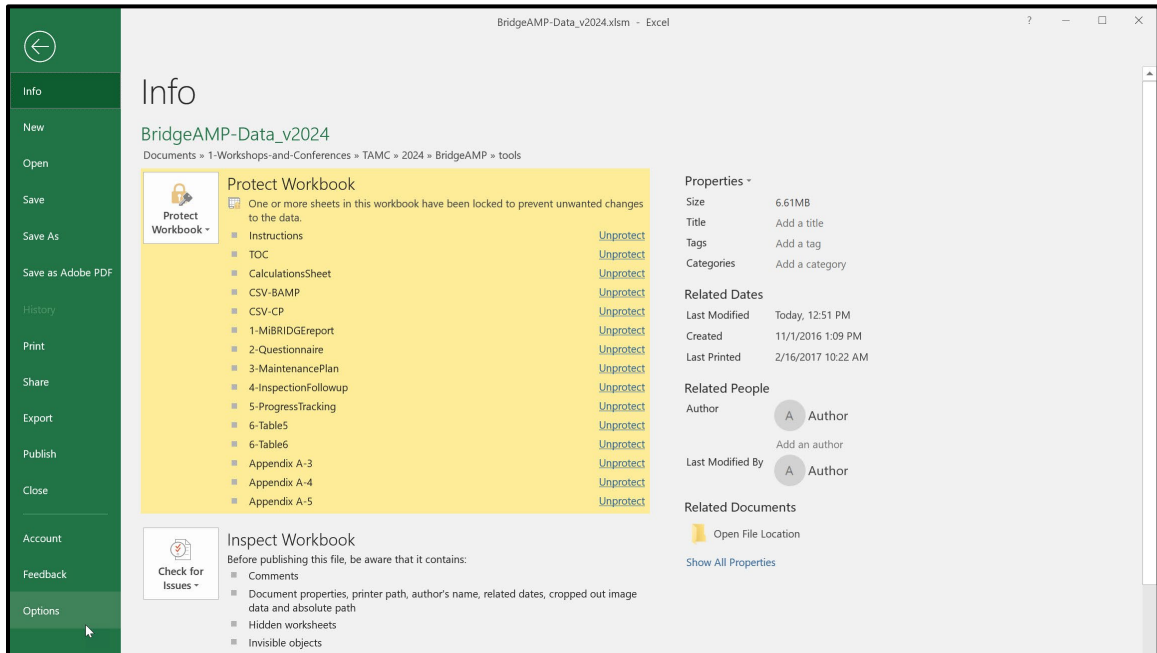 BridgeAMP-Data_v2024.xlsm - Excel
?
Info
New
Open
Save
Save As
Save as Adobe PDF
History
Print
Share
Export
Publish
Close
Account
Feedback
Options
Info
BridgeAMP-Data_v2024
Documents » 1-Workshops-and-Conferences » TAMC » 2024 » BridgeAMP » tools
Protect
Workbook
Protect Workbook
One or more sheets in this workbook have been locked to prevent unwanted changes
to the data.
Instructions Unprotect
TOC Unprotect
CalculationsSheet Unprotect
CSV-BAMP Unprotect
CSV-CP Unprotect
1-MiBRIDGEreport Unprotect
2-Questionnaire Unprotect
3-MaintenancePlan Unprotect
4-InspectionFollowup Unprotect
5-ProgressTracking Unprotect
6-Table5 Unprotect
6-Table6 Unprotect
Appendix A-3 Unprotect
Appendix A-4 Unprotect
Appendix A-5 Unprotect
Check for
Issues
Inspect Workbook
Before publishing this file, be aware that it contains:
Comments
Document properties, printer path, author's name, related dates, cropped out image
data and absolute path
Hidden worksheets
Invisible objects
Properties
Size 6.61MB
Title Add a title
Tags Add a tag
Categories Add a category
Related Dates
Last Modified Today, 12:51 PM
Created 11/1/2016 1:09 PM
Last Printed 2/16/2017 10:22 AM
Related People
Author A Author
Add an author
Last Modified By A Author
Related Documents
Open File Location
Show All Properties